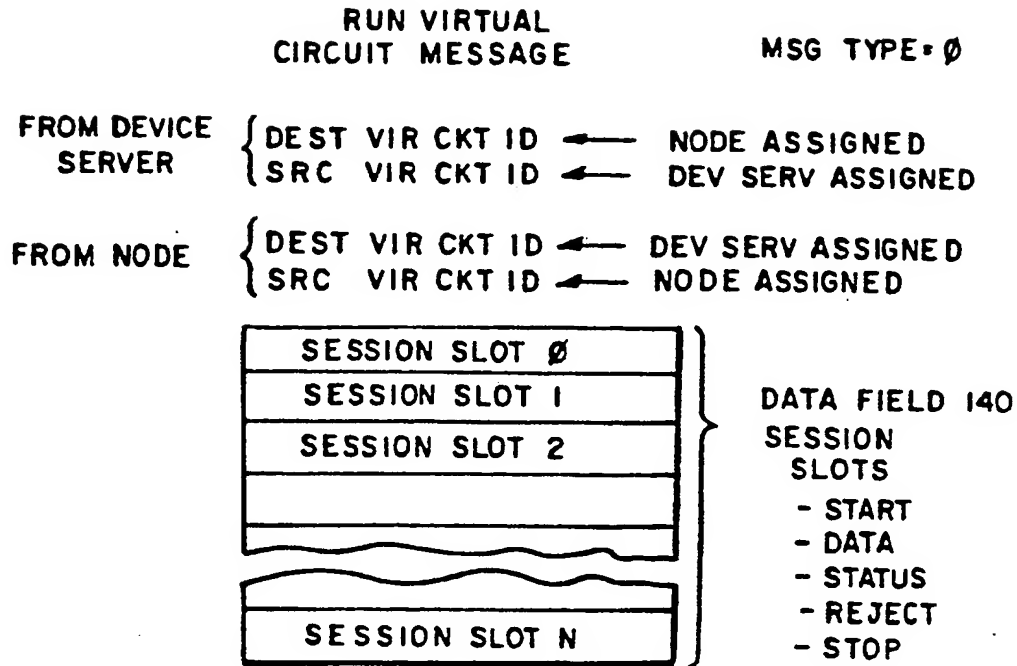 RUN VIRTUAL
CIRCUIT MESSAGE
MSG TYPE=Ø
FROM DEVICE
SERVER
DEST VIR CKT ID
NODE ASSIGNED
SRC VIR CKT ID
DEV SERV ASSIGNED
FROM NODE
DEST VIR CKT ID
DEV SERV ASSIGNED
SRC VIR CKT ID
NODE ASSIGNED
SESSION SLOT Ø
SESSION SLOT 1
SESSION SLOT 2
SESSION SLOT N
DATA FIELD 140
SESSION
SLOTS
- START
- DATA
- STATUS
- REJECT
- STOP